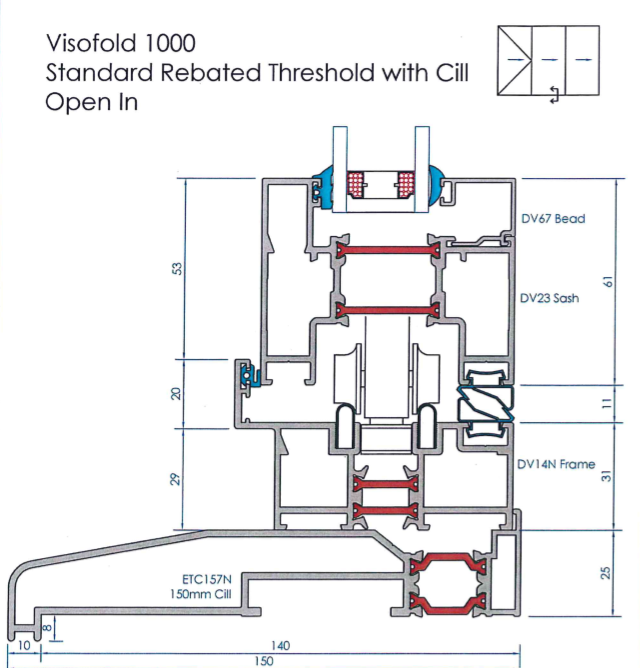 Visofold 1000
Standard Rebated Threshold with Cill
Open In
DV67 Bead
53
61
DV23 Sash
20
11
29
DV14N Frame
31
ETC157N
150mm Cill
25
8
10
140
150